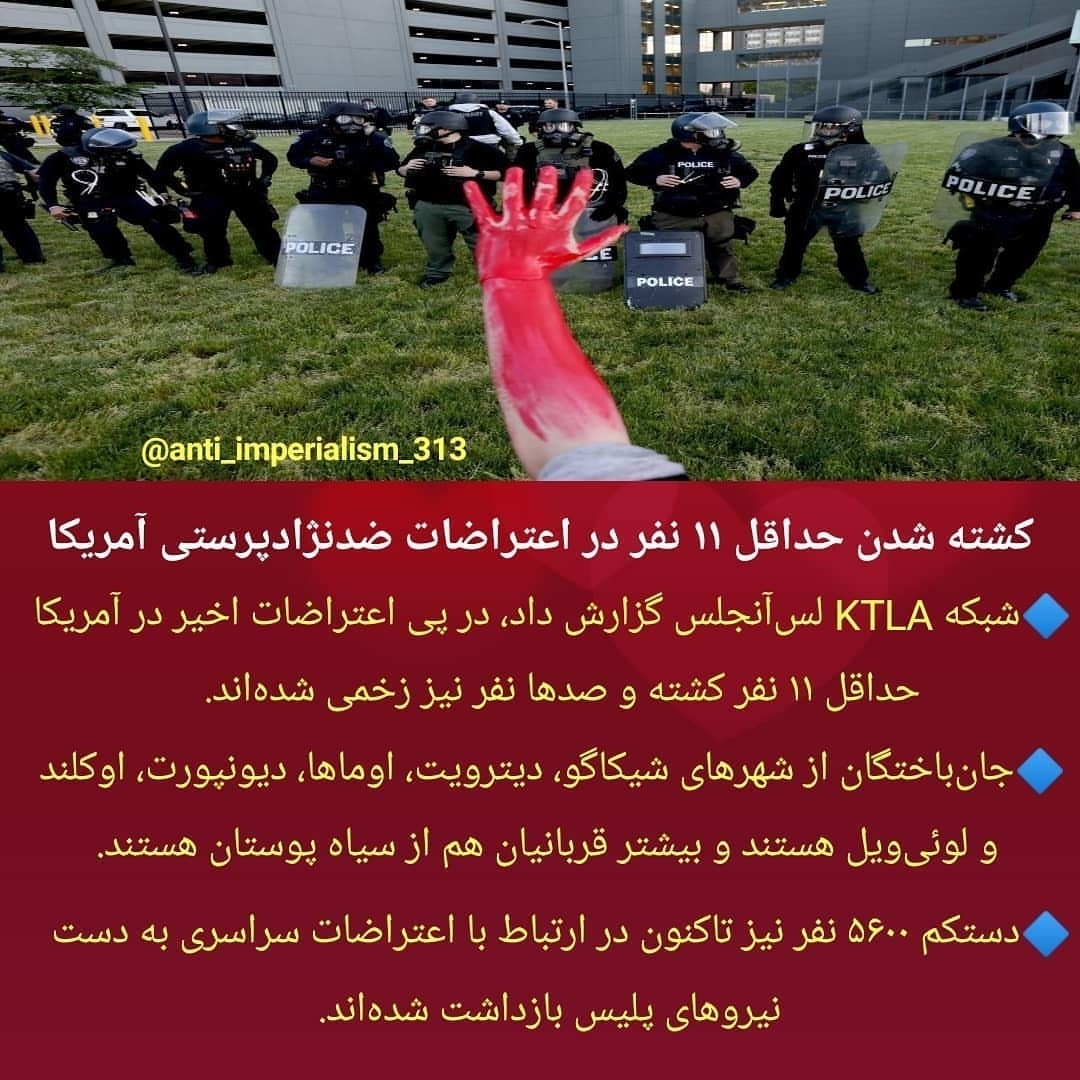 POLICE
POLICE
POLICE
POLICE
POLICE
@anti_imperialism_313
کشته شدن حداقل ۱۱ نفر در اعتراضات ضدنژادپرستی آمریکا
🔷شبکه KTLA لس‌آنجلس گزارش داد، در پی اعتراضات اخیر در آمریکا
حداقل ۱۱ نفر کشته و صدها نفر نیز زخمی شده‌اند.
🔷جان‌باختگان از شهرهای شیکاگو، دیترویت، اوماها، دیونپورت، اوکلند
و لوئی‌ویل هستند و بیشتر قربانیان هم از سیاه پوستان هستند.
🔷دستکم ۵۶۰۰ نفر نیز تاکنون در ارتباط با اعتراضات سراسری به دست
نیروهای پلیس بازداشت شده‌اند.